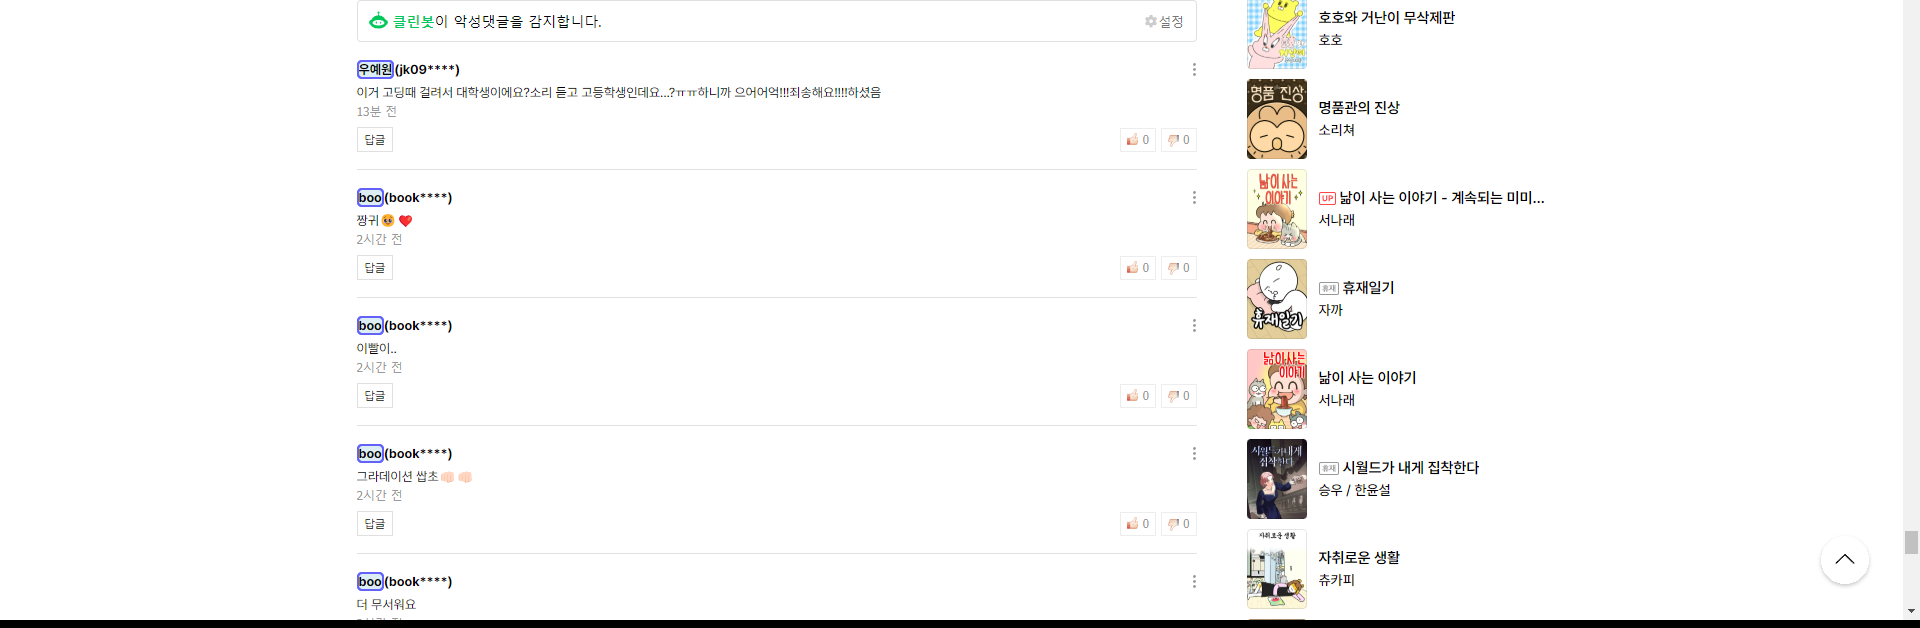 클린봇이 악성댓글을 감지합니다.
설정
우예원(jk09****)
이거 고딩때 걸려서 대학생이에요?소리 듣고 고등학생인데요...?ㅠㅠ하니까 으어어억!!!죄송해요!!!!하셨음
13분 전
답글
0
0
boo(book****)
짱귀🥺❤️
2시간 전
답글
0
0
boo(book****)
이빨이..
2시간 전
답글
0
0
boo(book****)
그라데이션 쌉초👊🏻👊🏻
2시간 전
답글
0
0
boo(book****)
더 무서워요
호호와 거난이 무삭제판
호호
명품 진상
명품관의 진상
소리쳐
낢이 사는
이야기
UP 낢이 사는 이야기 - 계속되는 미미...
서나래
휴재일기
휴재 휴재일기
자까
낢이 사는
이야기
낢이 사는 이야기
서나래
시월드가 내게
집착한다
휴재 시월드가 내게 집착한다
승우 / 한윤설
자취로운 생활
자취로운 생활
츄카피